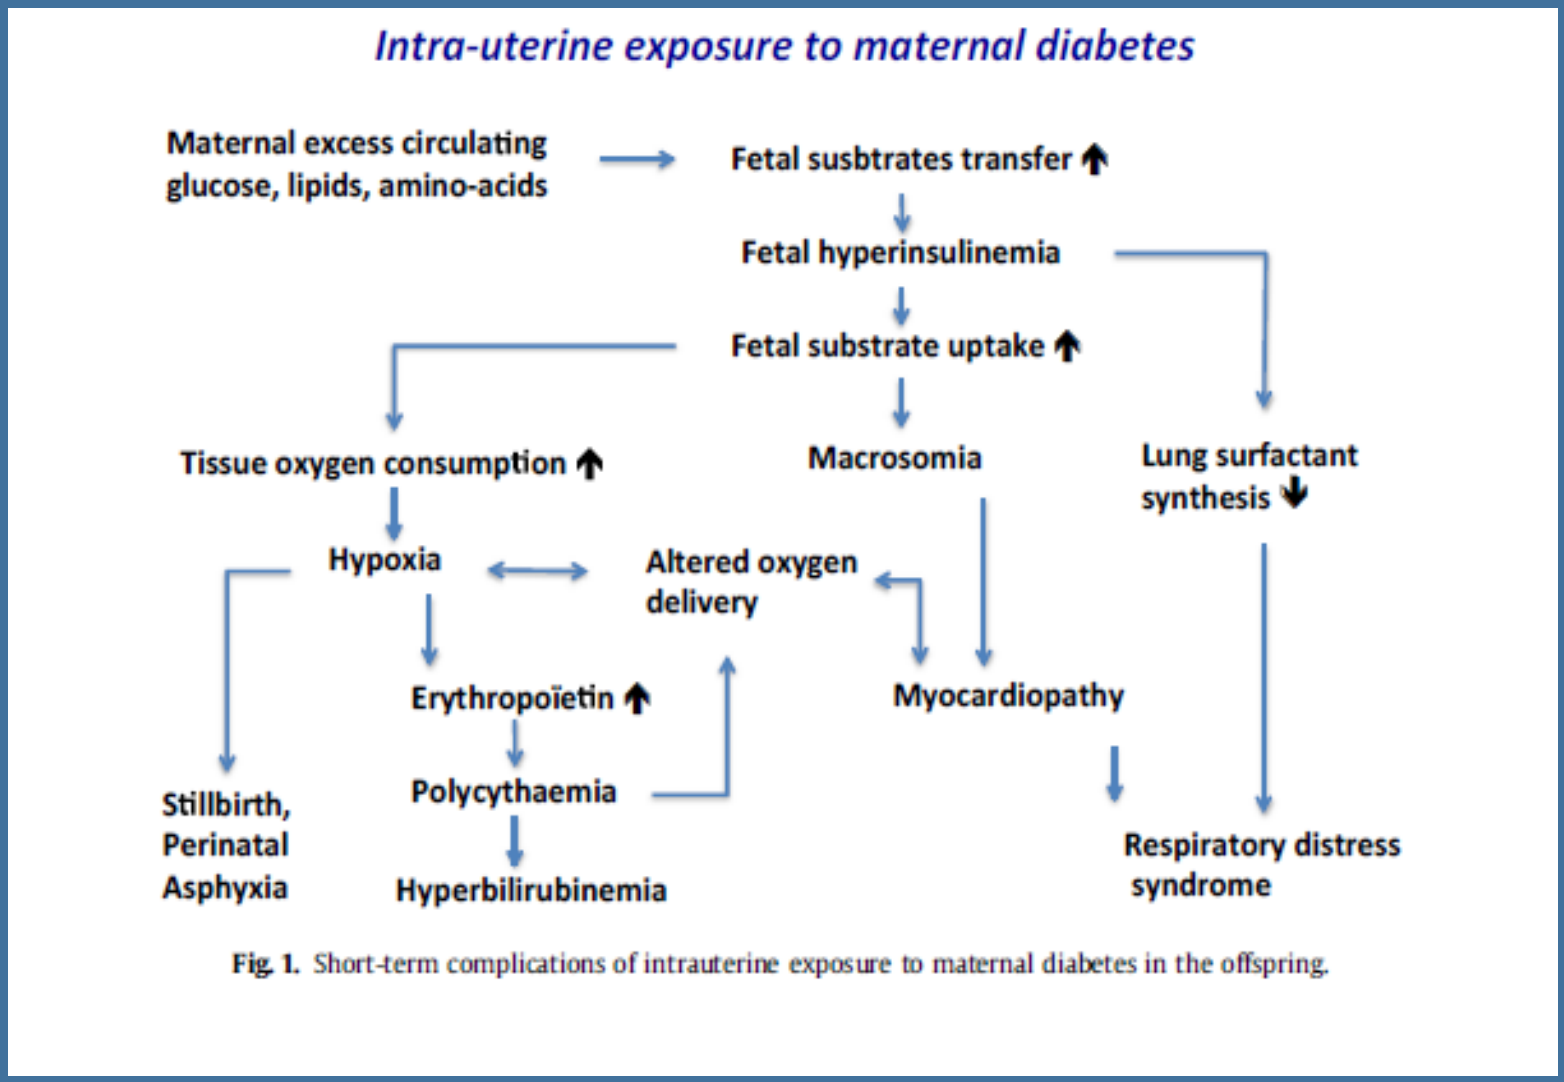 Intra-uterine exposure to maternal diabetes
Maternal excess circulating
glucose, lipids, amino-acids
Fetal susbtrates transfer
Fetal hyperinsulinemia
Fetal substrate uptake
Tissue oxygen consumption
Macrosomia
Lung surfactant
synthesis
Hypoxia
Altered oxygen
delivery
Erythropoïetin
Myocardiopathy
Polycythaemia
Stillbirth,
Perinatal
Asphyxia
Hyperbilirubinemia
Respiratory distress
syndrome
Fig. 1. Short-term complications of intrauterine exposure to maternal diabetes in the offspring.